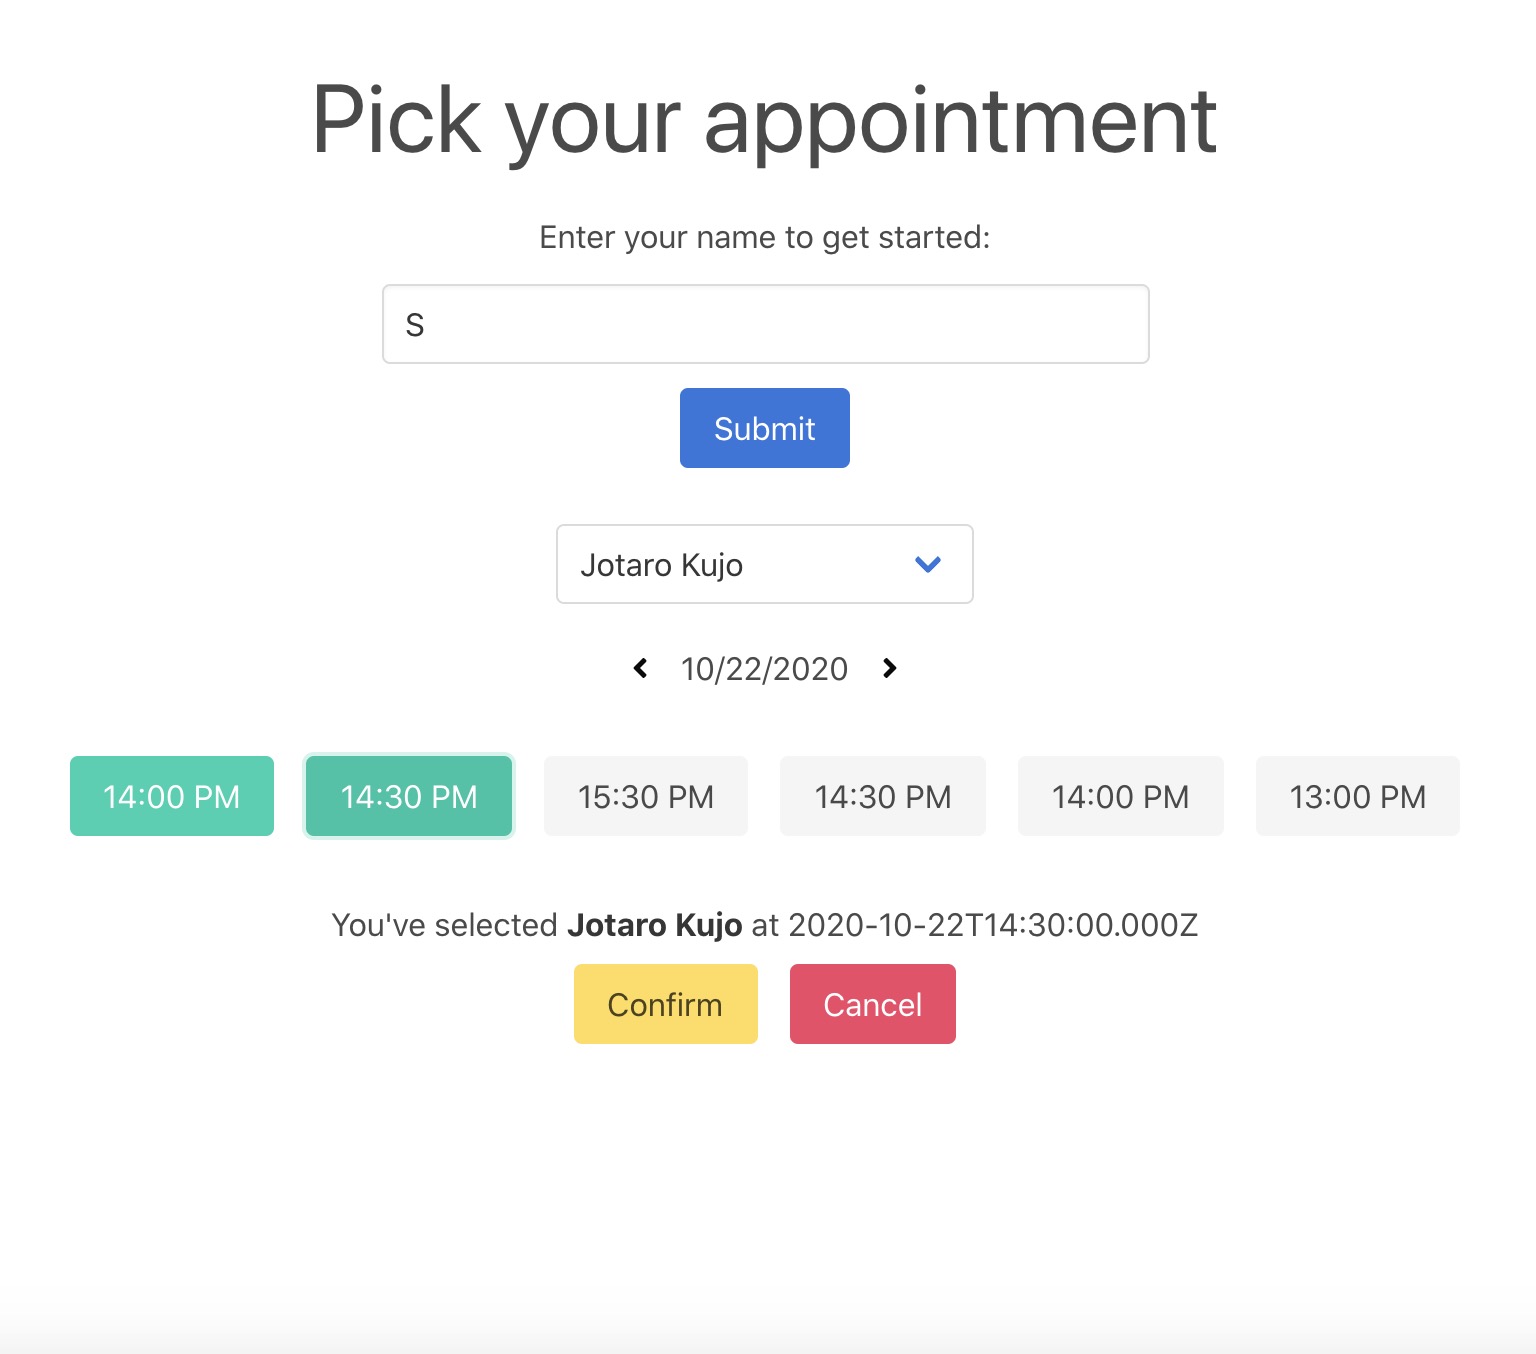 Pick your appointment
Enter your name to get started:
S
Submit
Jotaro Kujo
10/22/2020
14:00 PM 14:30 PM 15:30 PM 14:30 PM 14:00 PM 13:00 PM
You've selected Jotaro Kujo at 2020-10-22T14:30:00.000Z
Confirm Cancel